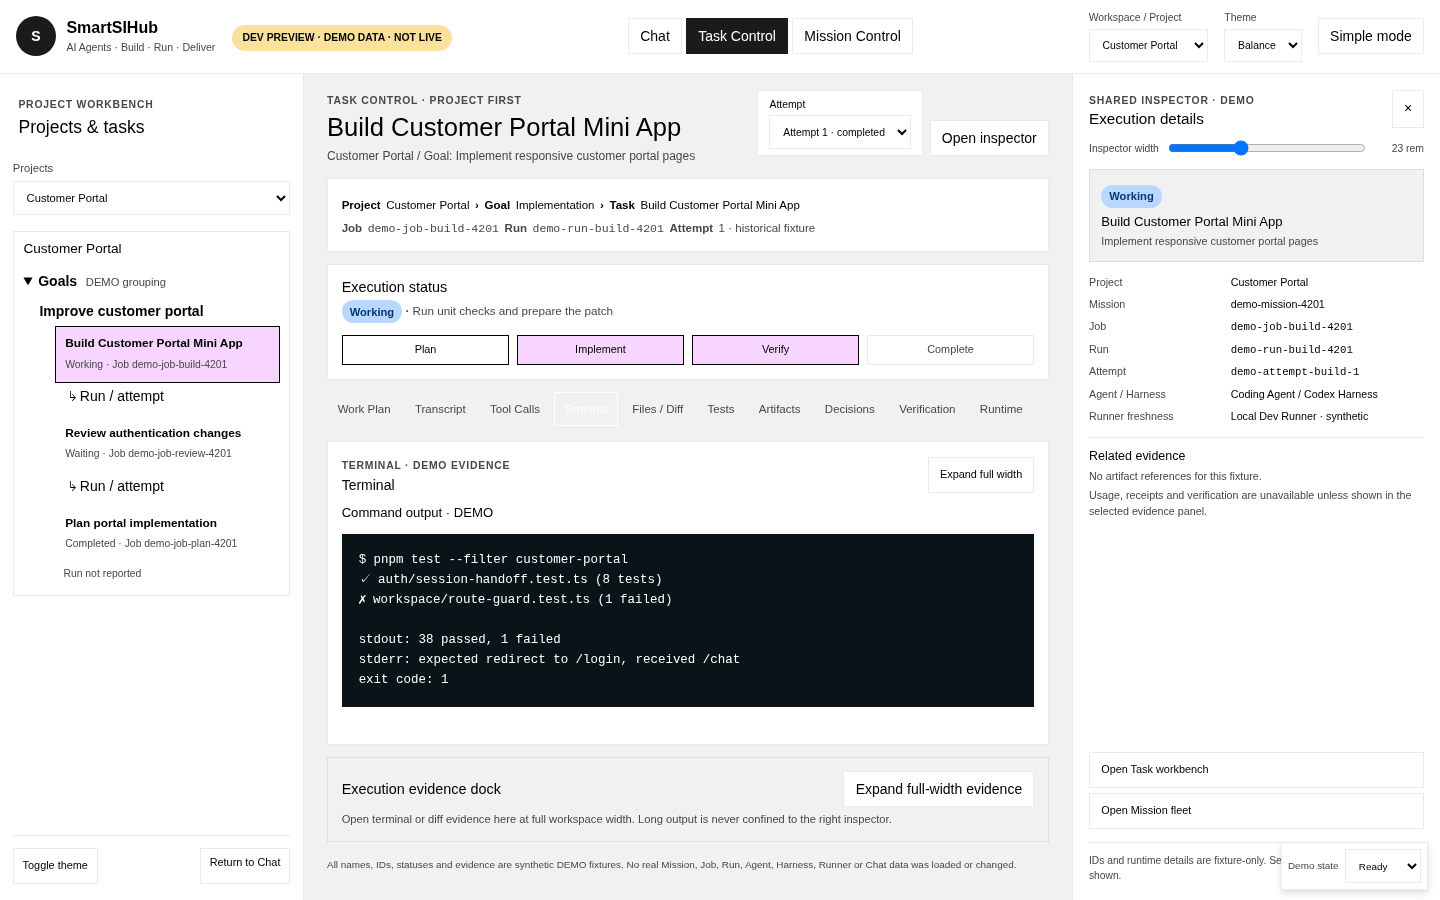 S
SmartSIHub
AI Agents · Build · Run · Deliver
DEV PREVIEW · DEMO DATA · NOT LIVE
Chat
Task Control
Mission Control
Workspace / Project
Customer Portal
Theme
Balance
Simple mode
PROJECT WORKBENCH
Projects & tasks
Projects
Customer Portal
Customer Portal
▼ Goals DEMO grouping
Improve customer portal
Build Customer Portal Mini App
Working · Job demo-job-build-4201
↳ Run / attempt
Review authentication changes
Waiting · Job demo-job-review-4201
↳ Run / attempt
Plan portal implementation
Completed · Job demo-job-plan-4201
Run not reported
Toggle theme
Return to Chat
TASK CONTROL · PROJECT FIRST
Build Customer Portal Mini App
Customer Portal / Goal: Implement responsive customer portal pages
Attempt
Attempt 1 · completed
Open inspector
Project Customer Portal › Goal Implementation › Task Build Customer Portal Mini App
Job demo-job-build-4201 Run demo-run-build-4201 Attempt 1 · historical fixture
Execution status
Working · Run unit checks and prepare the patch
Plan
Implement
Verify
Complete
Work Plan
Transcript
Tool Calls
Terminal
Files / Diff
Tests
Artifacts
Decisions
Verification
Runtime
TERMINAL · DEMO EVIDENCE
Terminal
Expand full width
Command output · DEMO
$ pnpm test --filter customer-portal
✓ auth/session-handoff.test.ts (8 tests)
✗ workspace/route-guard.test.ts (1 failed)
stdout: 38 passed, 1 failed
stderr: expected redirect to /login, received /chat
exit code: 1
Execution evidence dock
Expand full-width evidence
Open terminal or diff evidence here at full workspace width. Long output is never confined to the right inspector.
All names, IDs, statuses and evidence are synthetic DEMO fixtures. No real Mission, Job, Run, Agent, Harness, Runner or Chat data was loaded or changed.
SHARED INSPECTOR · DEMO
Execution details
×
Inspector width
23 rem
Working
Build Customer Portal Mini App
Implement responsive customer portal pages
Project Customer Portal
Mission demo-mission-4201
Job demo-job-build-4201
Run demo-run-build-4201
Attempt demo-attempt-build-1
Agent / Harness Coding Agent / Codex Harness
Runner freshness Local Dev Runner · synthetic
Related evidence
No artifact references for this fixture.
Usage, receipts and verification are unavailable unless shown in the
selected evidence panel.
Open Task workbench
Open Mission fleet
IDs and runtime details are fixture-only.
shown.
Demo state
Ready